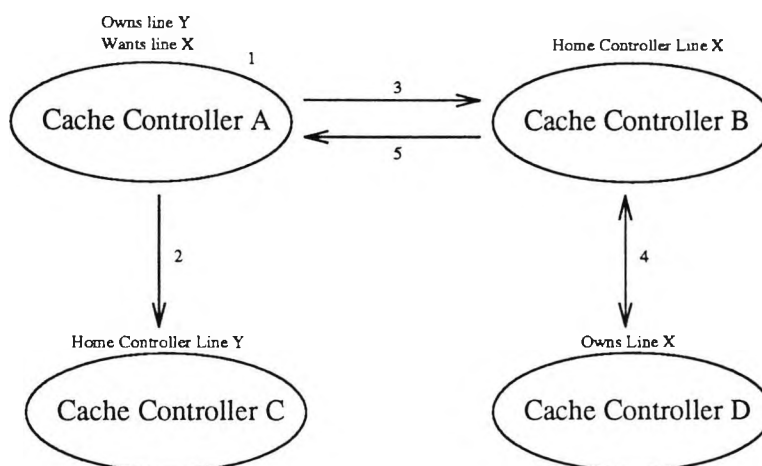 Owns line Y
Wants line X
1
Home Controller Line X
Cache Controller A
3
Cache Controller B
5
2
4
Home Controller Line Y
Owns Line X
Cache Controller C
Cache Controller D